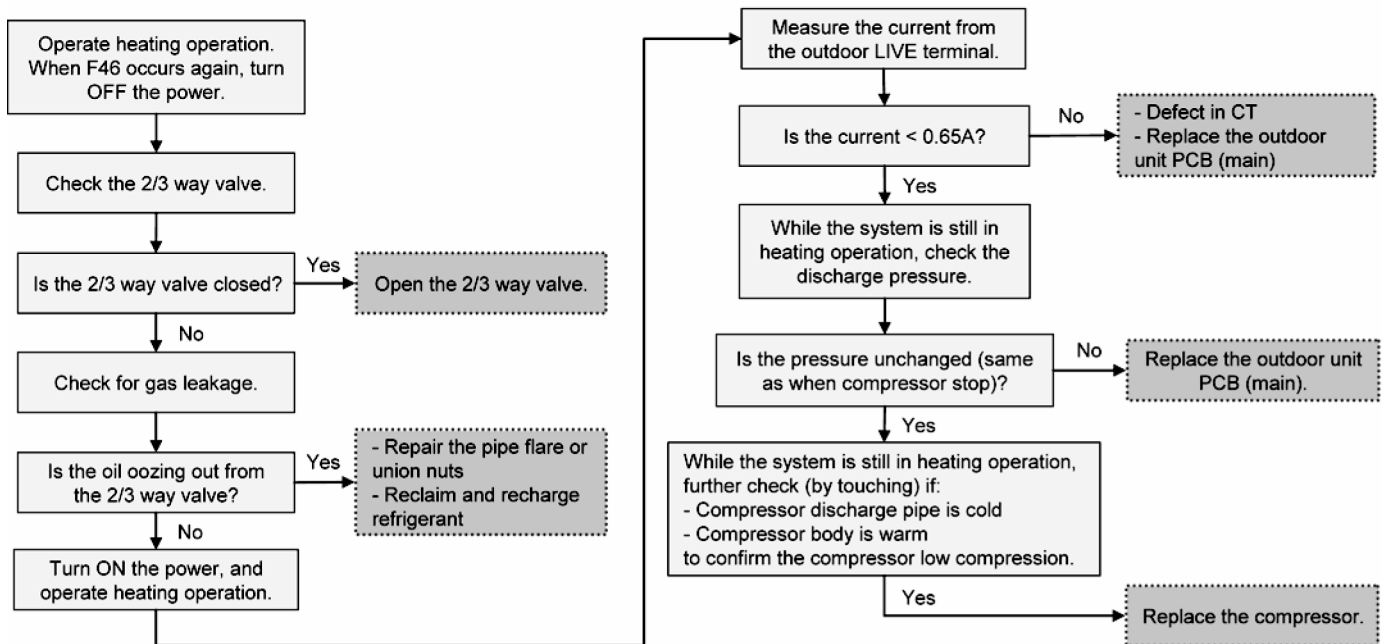 Operate heating operation.
When F46 occurs again, turn
OFF the power.
Check the 2/3 way valve.
Is the 2/3 way valve closed?
Yes
Open the 2/3 way valve.
No
Check for gas leakage.
Is the oil oozing out from
the 2/3 way valve?
Yes
- Repair the pipe flare or
union nuts
- Reclaim and recharge
refrigerant
No
Turn ON the power, and
operate heating operation.
Measure the current from
the outdoor LIVE terminal.
Is the current < 0.65A?
No
- Defect in CT
- Replace the outdoor
unit PCB (main)
Yes
While the system is still in
heating operation, check the
discharge pressure.
Is the pressure unchanged (same
as when compressor stop)?
No
Replace the outdoor unit
PCB (main).
Yes
While the system is still in heating operation,
further check (by touching) if:
- Compressor discharge pipe is cold
- Compressor body is warm
to confirm the compressor low compression.
Yes
Replace the compressor.